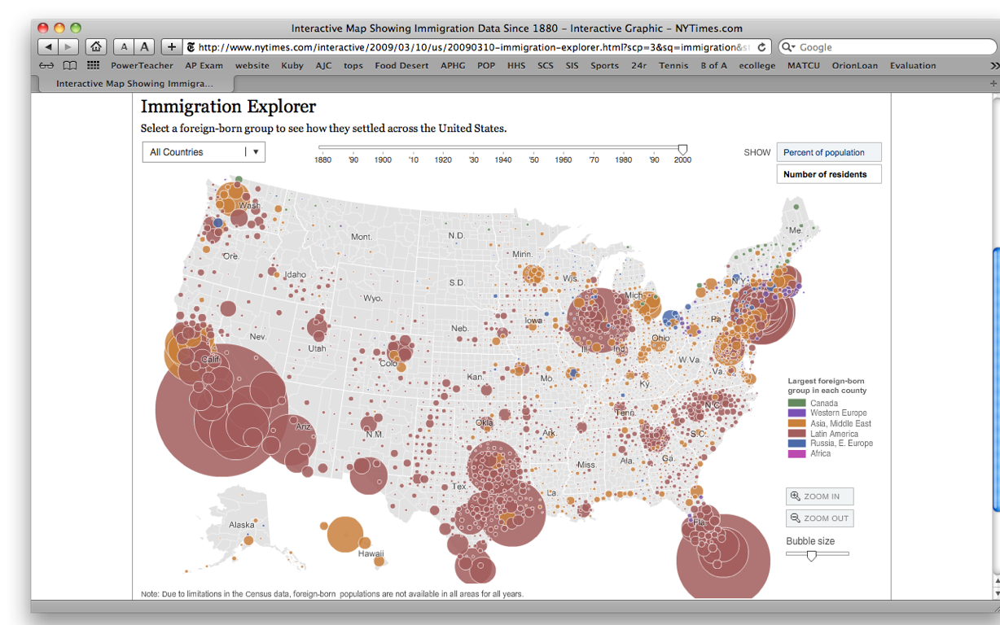 Interactive Map Showing Immigration Data Since 1880 – Interactive Graphic – NYTimes.com
A A + http://www.nytimes.com/interactive/2009/03/10/us/20090310-immigration-explorer.html?scp=3&sq=immigration& Google
PowerTeacher AP Exam website Kuby AJC tops Food Desert APHG POP HHS SCS SIS Sports 24r Tennis B of A ecollege MATCU OrionLoan Evaluation
Interactive Map Showing Immigra...
Immigration Explorer
Select a foreign-born group to see how they settled across the United States.
All Countries
1880 '90 1900 '10 1920 '30 1940 '50 1960 '70 1980 '90 2000
SHOW
Percent of population
Number of residents
Wash.
Mont.
N.D.
Minn.
Me.
Ore.
Idaho
Wyo.
S.D.
Wis.
Mich.
N.Y.
Nev.
Utah
Colo.
Neb.
Iowa
Ill.
Ind.
Ohio
Pa.
Calif.
Kan.
Mo.
Ky.
W.Va.
Va.
Ariz.
N.M.
Okla.
Ark.
Tenn.
N.C.
S.C.
Tex.
La.
Miss.
Ala.
Ga.
Fla.
Alaska
Hawaii
Largest foreign-born
group in each county
Canada
Western Europe
Asia, Middle East
Latin America
Russia, E. Europe
Africa
ZOOM IN
ZOOM OUT
Bubble size
Note: Due to limitations in the Census data, foreign-born populations are not available in all areas for all years.